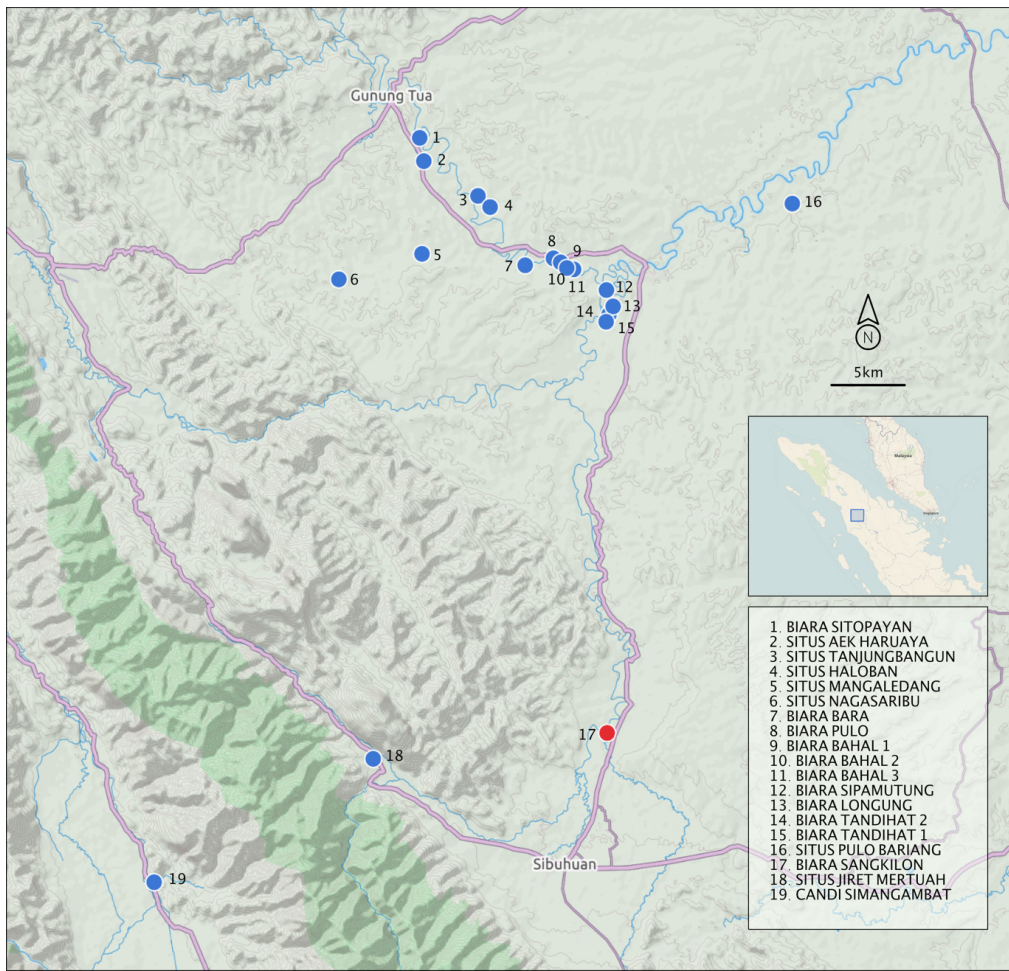 Gunung Tua
1
2
3
4
5
6
7
8
9
10
11
12
13
14
15
16
N
5km
Malaysia
17
18
19
Sibuhuan
1. BIARA SITOPAYAN
2. SITUS AEK HARUAYA
3. SITUS TANJUNGBANGUN
4. SITUS HALOBAN
5. SITUS MANGALEDANG
6. SITUS NAGASARIBU
7. BIARA BARA
8. BIARA PULO
9. BIARA BAHAL 1
10. BIARA BAHAL 2
11. BIARA BAHAL 3
12. BIARA SIPAMUTUNG
13. BIARA LONGUNG
14. BIARA TANDIHAT 2
15. BIARA TANDIHAT 1
16. SITUS PULO BARIANG
17. BIARA SANGKILON
18. SITUS JIRET MERTUAH
19. CANDI SIMANGAMBAT